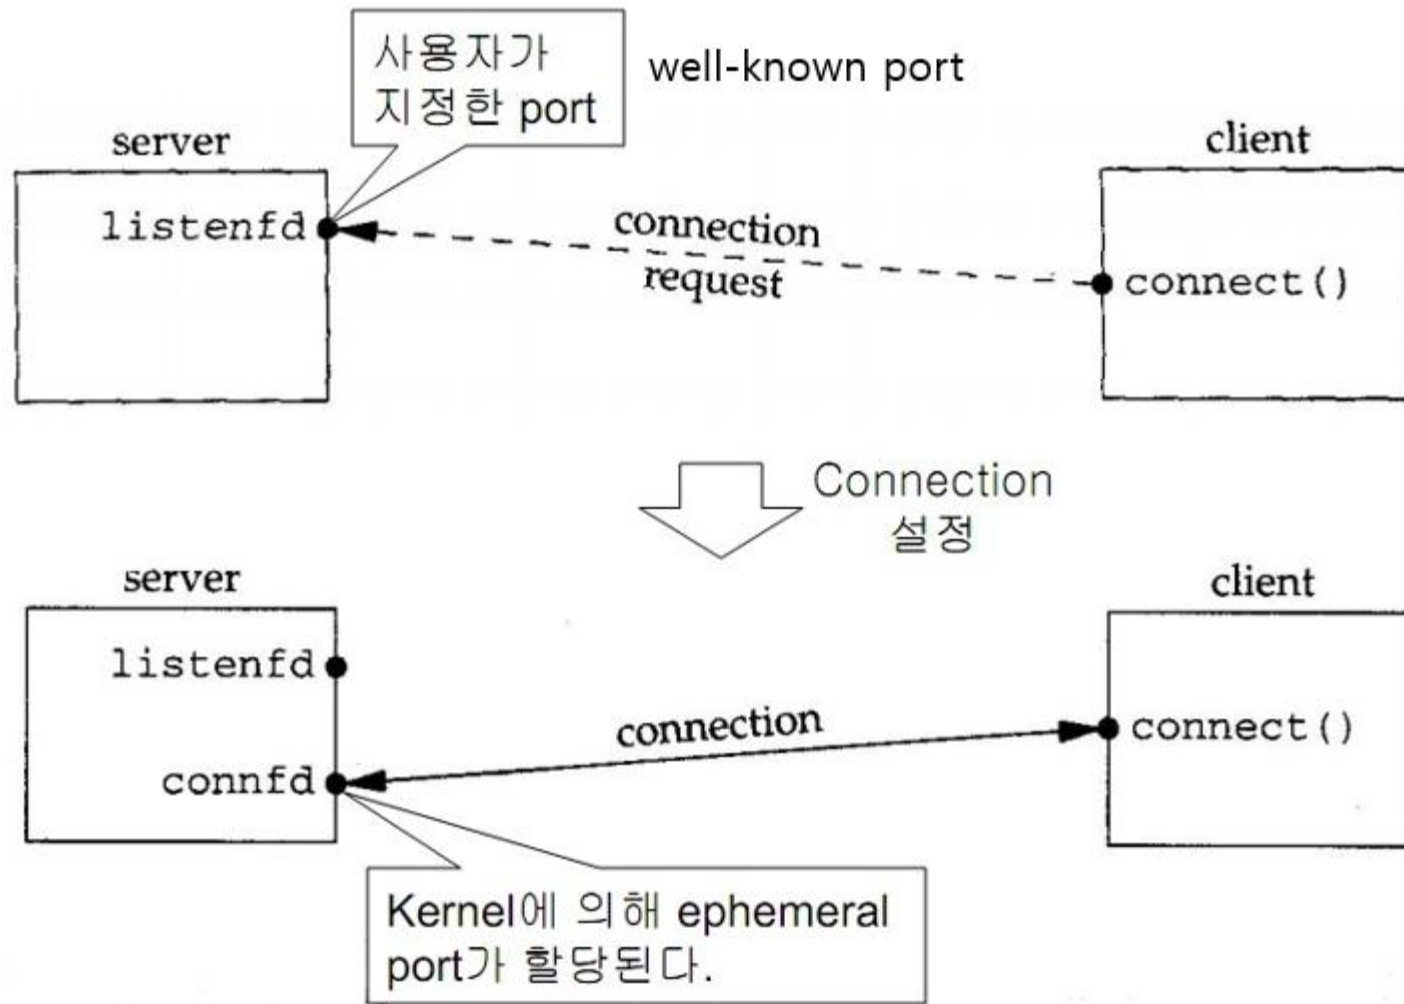 사용자가
지정한 port
well-known port
server
client
listenfd
connection
request
connect()
Connection
설정
server
client
listenfd
connection
connect()
connfd
Kernel에 의해 ephemeral
port가 할당된다.